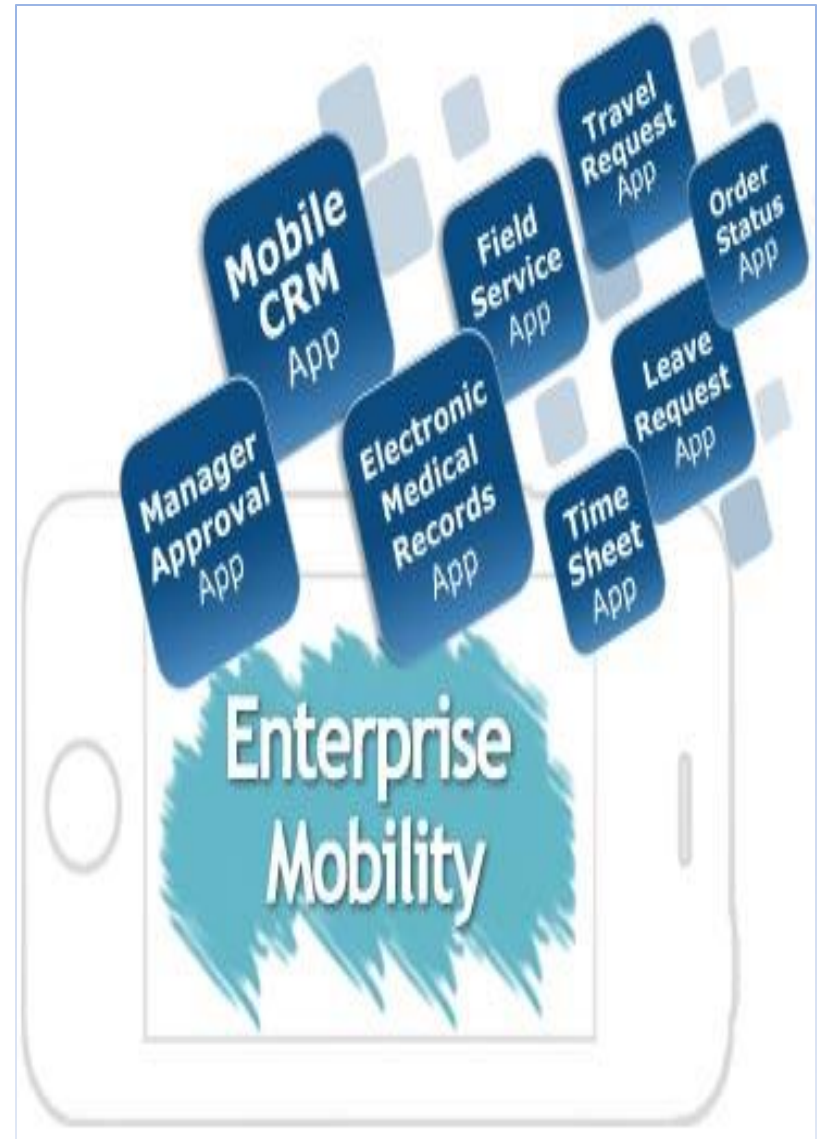 Travel
Request
App
Order
Status
App
Mobile
CRM
App
Field
Service
App
Leave
Request
App
Manager
Approval
App
Electronic
Medical
Records
App
Time
Sheet
App
Enterprise
Mobility